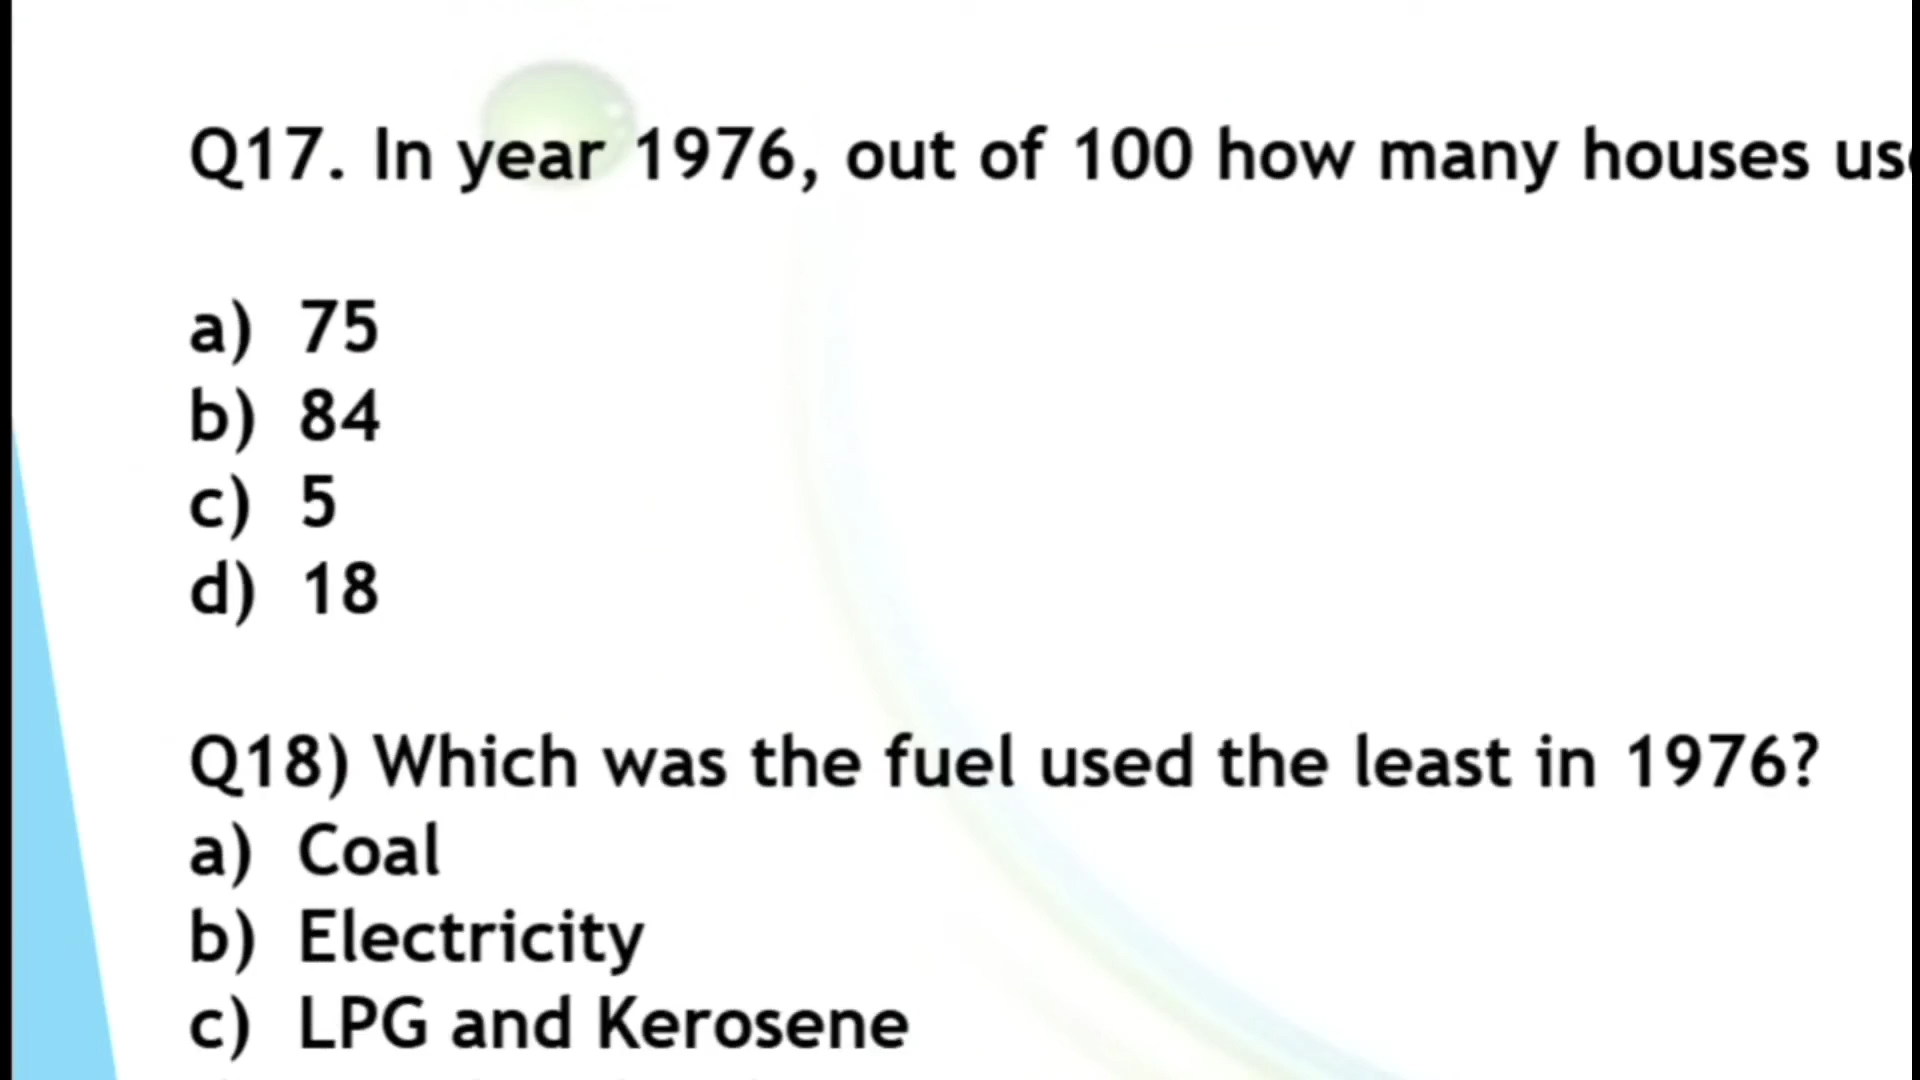 Q17. In year 1976, out of 100 how many houses
a) 75
b) 84
c) 5
d) 18
Q18) Which was the fuel used the least in 1976?
a) Coal
b) Electricity
c) LPG and Kerosene